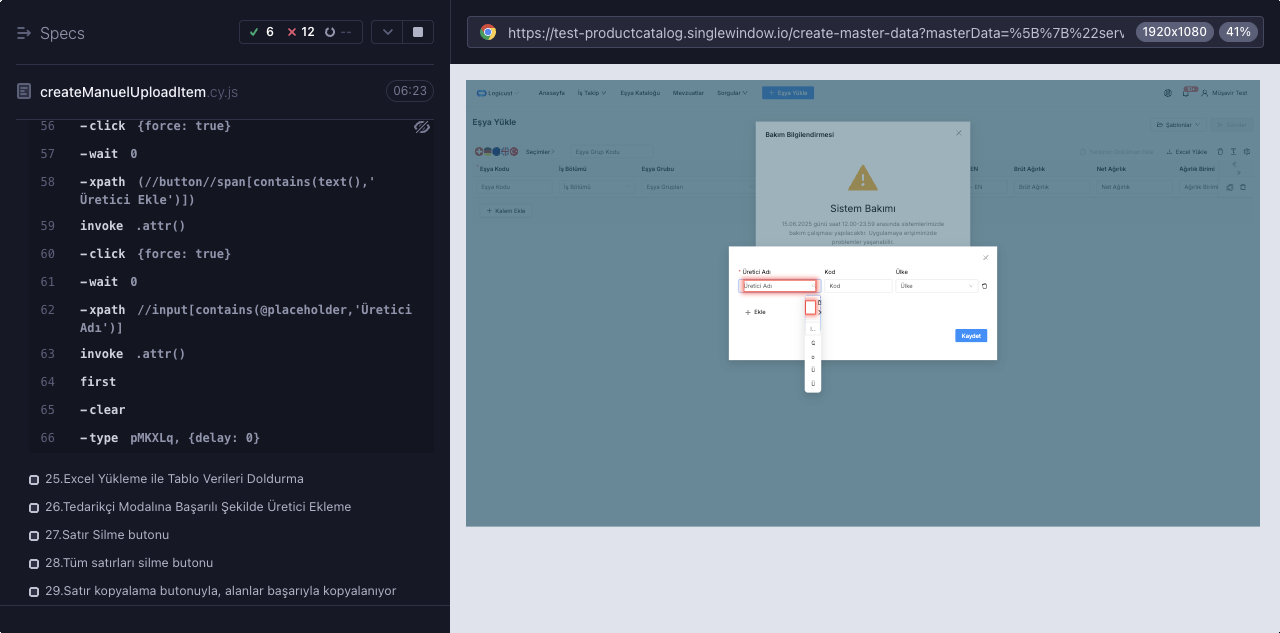 Specs
6
12
--
createManuelUploadItem.cy.js
06:23
56 -click {force: true}
57 -wait 0
58 -xpath (//button//span[contains(text(),'
Üretici Ekle')])
59 invoke .attr()
60 -click {force: true}
61 -wait 0
62 -xpath //input[contains(@placeholder,'Üretici
Adı')]
63 invoke .attr()
64 first
65 -clear
66 -type pMKXLq, {delay: 0}
25.Excel Yükleme ile Tablo Verileri Doldurma
26.Tedarikçi Modalına Başarılı Şekilde Üretici Ekleme
27.Satır Silme butonu
28.Tüm satırları silme butonu
29.Satır kopyalama butonuyla, alanlar başarıyla kopyalanıyor
https://test-productcatalog.singlewindow.io/create-master-data?masterData=%5B%7B%22serv
1920x1080
41%
Logicust
Anasayfa
İş Takip
Eşya Kataloğu
Mevzuatlar
Sorgular
+ Eşya Yükle
Müşavir Test
Eşya Yükle
Şablonlar
Seçimler
Eşya Grup Kodu
Excel Yükle
Eşya Kodu
İş Bölümü
Eşya Grubu
EN
Brüt Ağırlık
Net Ağırlık
Ağırlık Birimi
Eşya Kodu
İş Bölümü
Eşya Grupları
EN
Brüt Ağırlık
Net Ağırlık
Ağırlık Birimi
+ Kalem Ekle
Bakım Bilgilendirmesi
Sistem Bakımı
15.06.2025 günü saat 12.00-23.59 arasında sistemlerimizde
bakım çalışması yapılacaktır. Uygulamaya erişiminizde
problemler yaşanabilir.
* Üretici Adı
Kod
Ülke
Üretici Adı
Kod
Ülke
+ Ekle
Kaydet